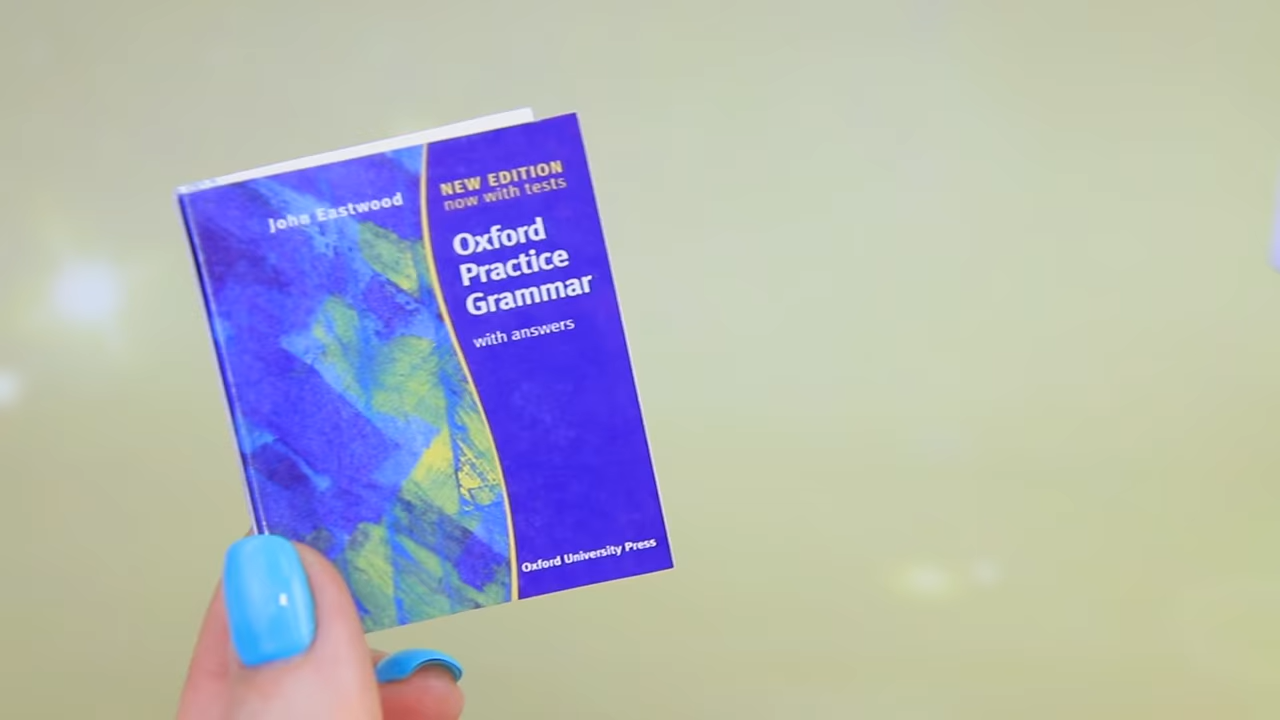 John Eastwood
NEW EDITION
now with tests
Oxford
Practice
Grammar
with answers
Oxford University Press